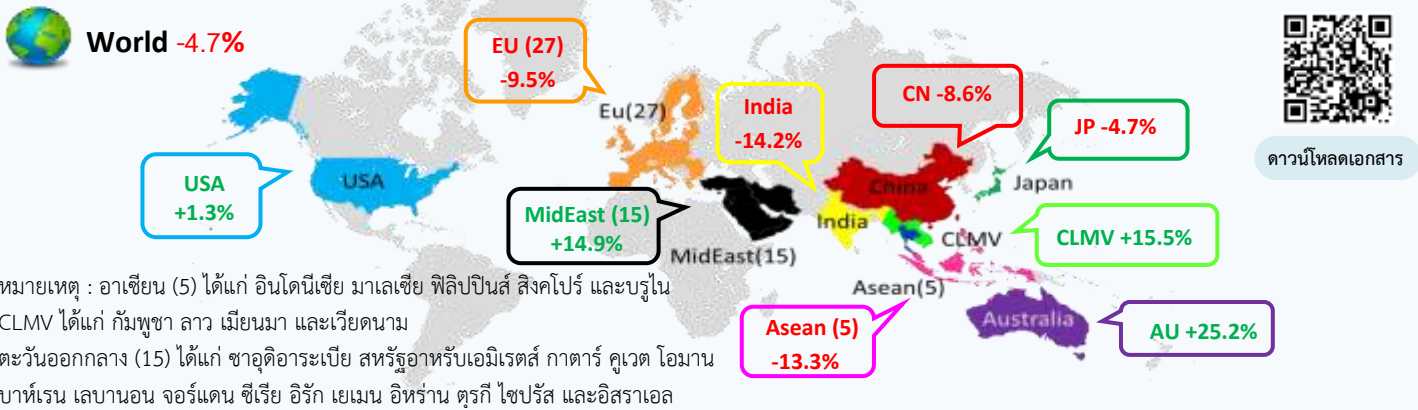 World -4.7%
EU (27)
-9.5%
Eu(27)
India
-14.2%
CN -8.6%
JP -4.7%
ดาวน์โหลดเอกสาร
USA
+1.3%
USA
China
Japan
MidEast (15)
+14.9%
India
CLMV
CLMV +15.5%
MidEast(15)
หมายเหตุ : อาเซียน (5) ได้แก่ อินโดนีเซีย มาเลเซีย ฟิลิปปินส์ สิงคโปร์ และบรูไน
Asean(5)
CLMV ได้แก่ กัมพูชา ลาว เมียนมา และเวียดนาม
Australia
Asean (5)
-13.3%
AU +25.2%
ตะวันออกกลาง (15) ได้แก่ ซาอุดิอาระเบีย สหรัฐอาหรับเอมิเรตส์ กาตาร์ คูเวต โอมาน
บาห์เรน เลบานอน จอร์แดน ซีเรีย อิรัก เยเมน อิหร่าน ตุรกี ไซปรัส และอิสราเอล